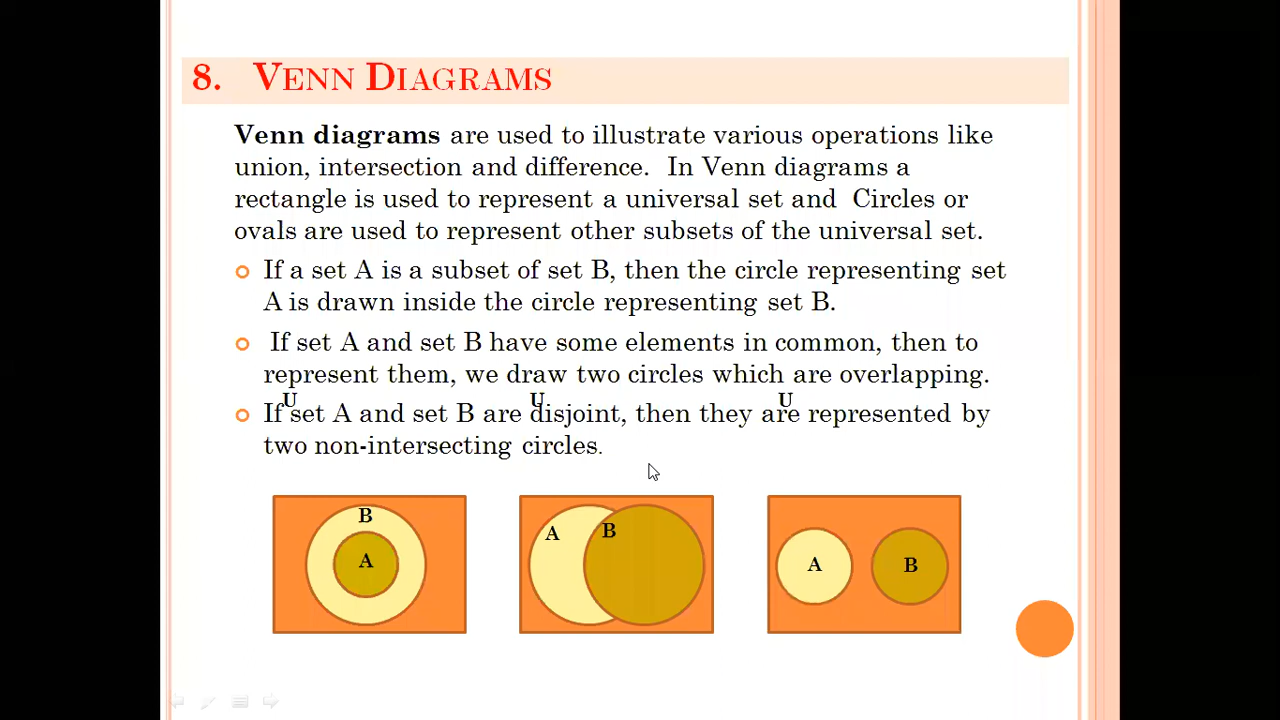 8. VENN DIAGRAMS
Venn diagrams are used to illustrate various operations like
union, intersection and difference. In Venn diagrams a
rectangle is used to represent a universal set and Circles or
ovals are used to represent other subsets of the universal set.
If a set A is a subset of set B, then the circle representing set
A is drawn inside the circle representing set B.
If set A and set B have some elements in common, then to
represent them, we draw two circles which are overlapping.
U U U
If set A and set B are disjoint, then they are represented by
two non-intersecting circles.
B
A
A B
A B